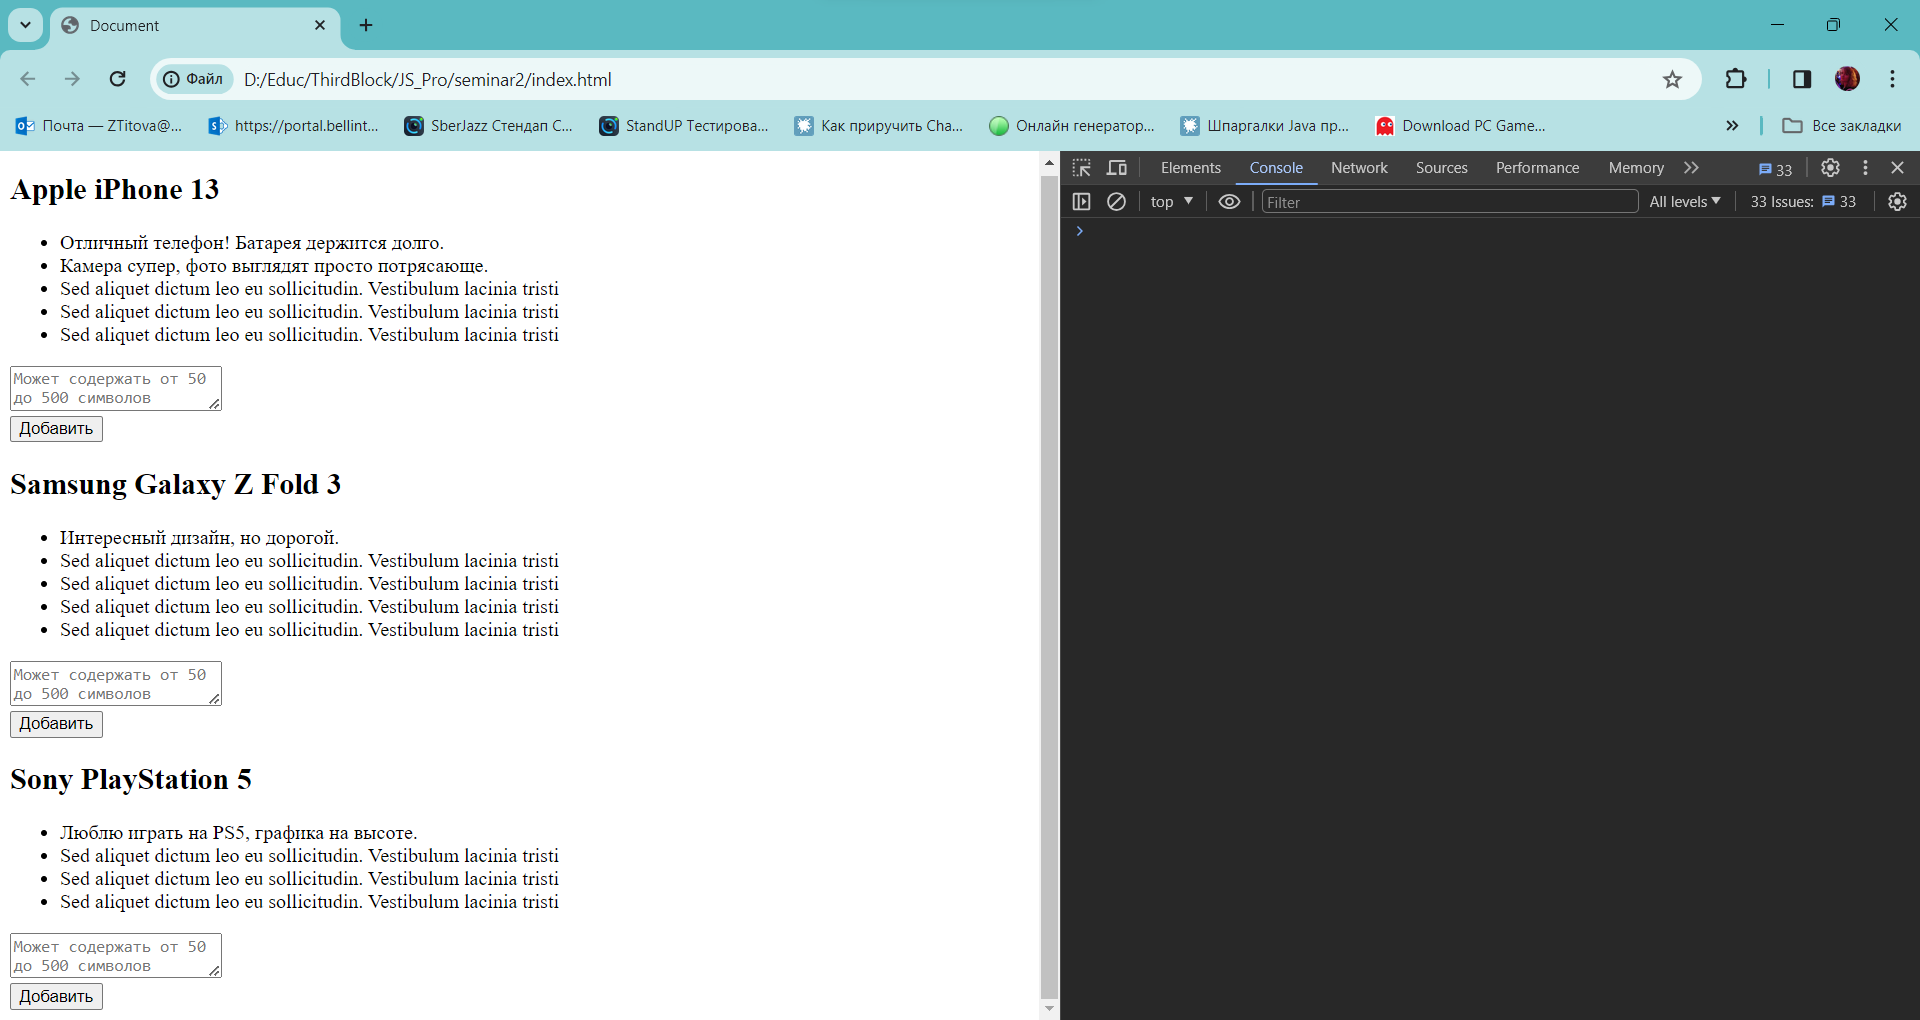 Document
Файл D:/Educ/ThirdBlock/JS_Pro/seminar2/index.html
Почта — ZTitova@... https://portal.bellint... SberJazz Стендап С... StandUP Тестирова... Как приручить Cha... Онлайн генератор... Шпаргалки Java пр... Download PC Game... Все закладки
Apple iPhone 13
Отличный телефон! Батарея держится долго.
Камера супер, фото выглядят просто потрясающе.
Sed aliquet dictum leo eu sollicitudin. Vestibulum lacinia tristi
Sed aliquet dictum leo eu sollicitudin. Vestibulum lacinia tristi
Sed aliquet dictum leo eu sollicitudin. Vestibulum lacinia tristi
Может содержать от 50
до 500 символов
Добавить
Samsung Galaxy Z Fold 3
Интересный дизайн, но дорогой.
Sed aliquet dictum leo eu sollicitudin. Vestibulum lacinia tristi
Sed aliquet dictum leo eu sollicitudin. Vestibulum lacinia tristi
Sed aliquet dictum leo eu sollicitudin. Vestibulum lacinia tristi
Sed aliquet dictum leo eu sollicitudin. Vestibulum lacinia tristi
Может содержать от 50
до 500 символов
Добавить
Sony PlayStation 5
Люблю играть на PS5, графика на высоте.
Sed aliquet dictum leo eu sollicitudin. Vestibulum lacinia tristi
Sed aliquet dictum leo eu sollicitudin. Vestibulum lacinia tristi
Sed aliquet dictum leo eu sollicitudin. Vestibulum lacinia tristi
Может содержать от 50
до 500 символов
Добавить
Elements Console Network Sources Performance Memory 33
top Filter All levels 33 Issues: 33